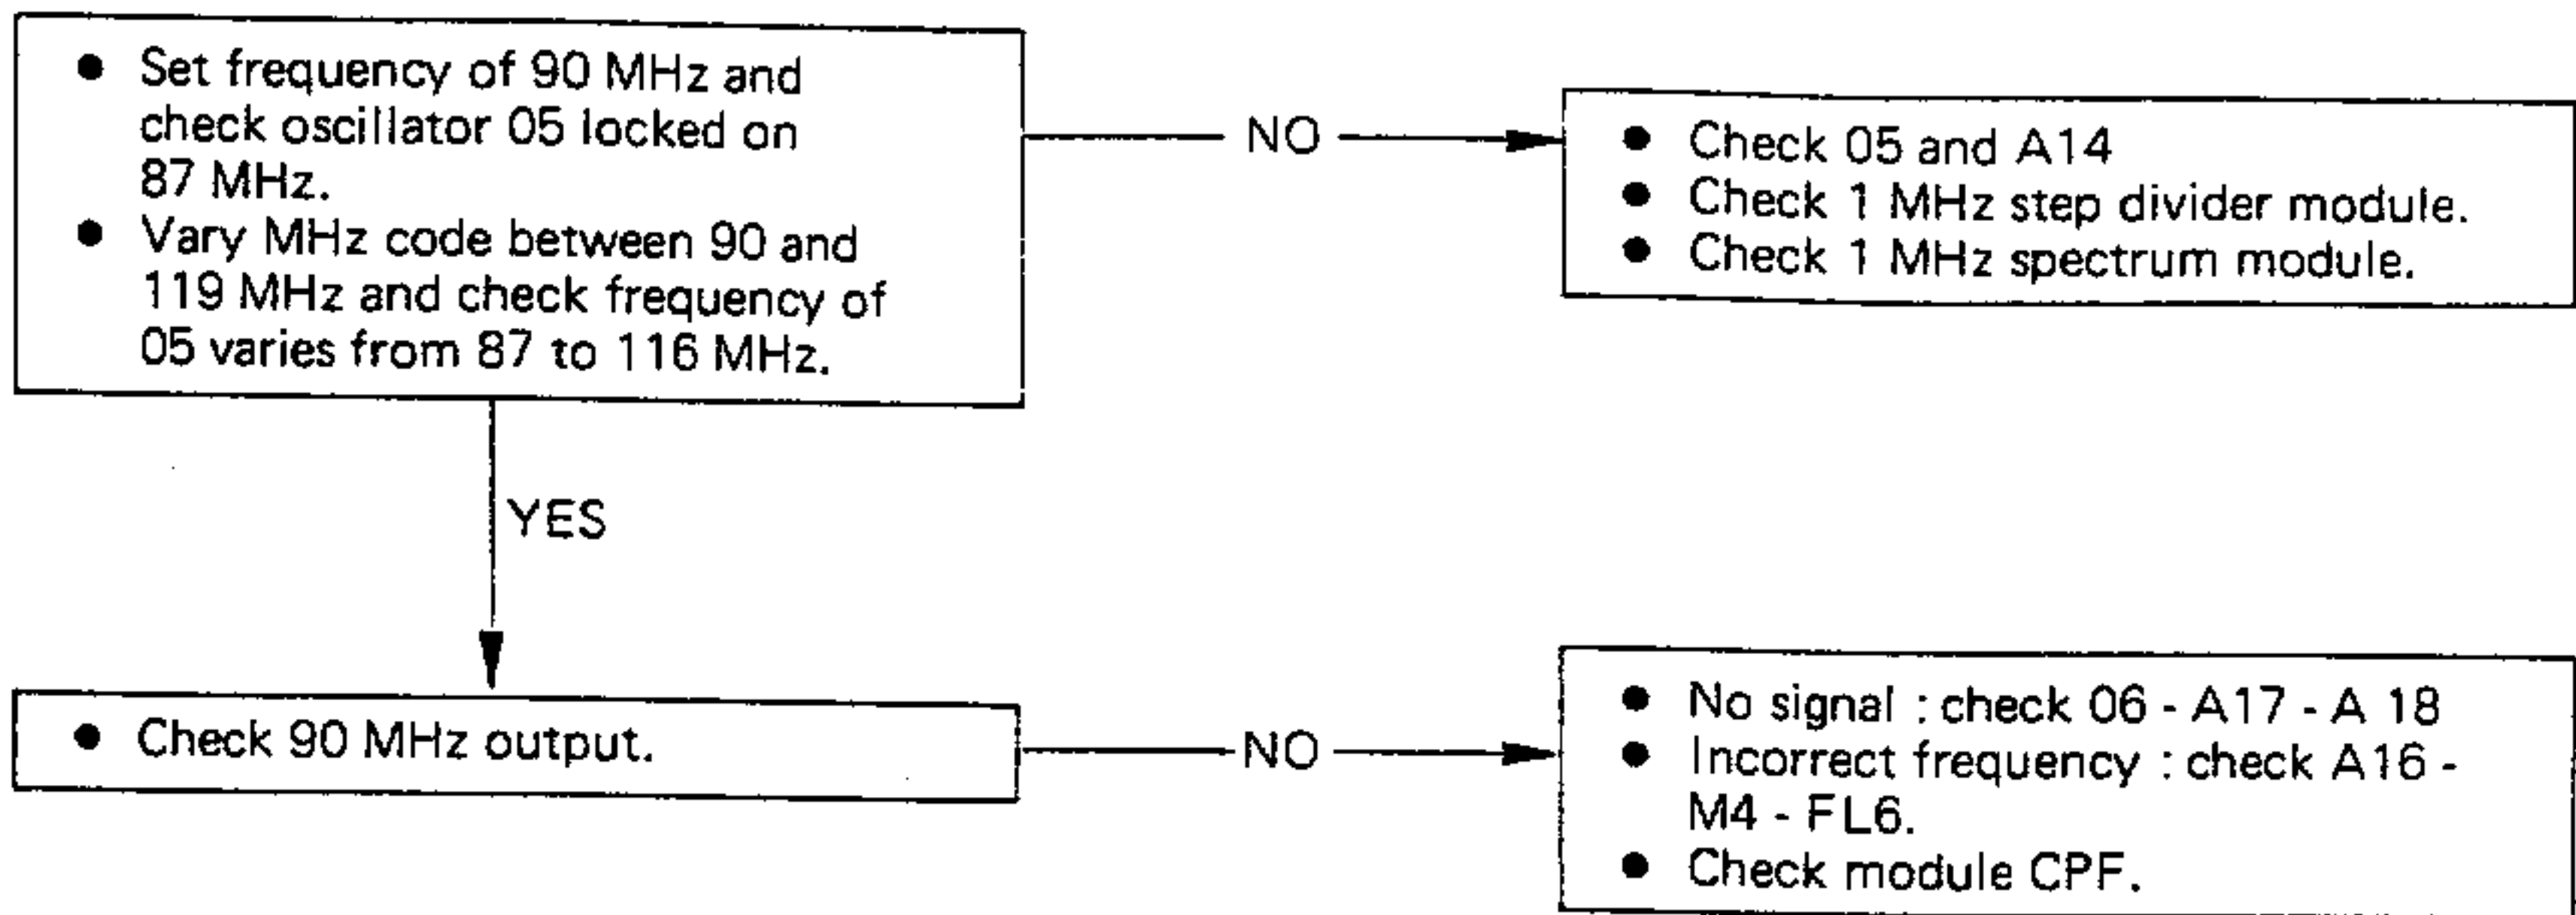 ● Set frequency of 90 MHz and
check oscillator 05 locked on
87 MHz.
● Vary MHz code between 90 and
119 MHz and check frequency of
05 varies from 87 to 116 MHz.
NO
● Check 05 and A14
● Check 1 MHz step divider module.
● Check 1 MHz spectrum module.
YES
● Check 90 MHz output.
NO
● No signal : check 06 - A17 - A 18
● Incorrect frequency : check A16 -
M4 - FL6.
● Check module CPF.